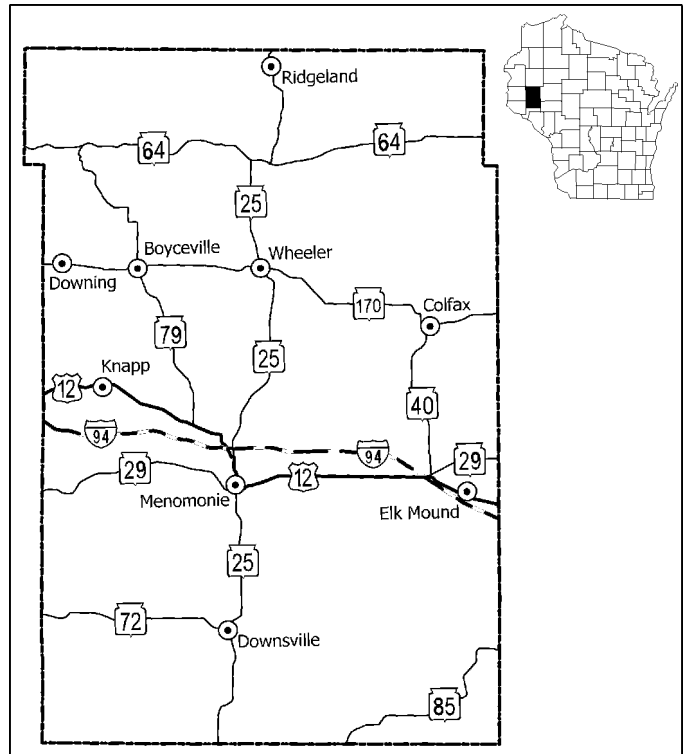 Ridgeland
64
64
25
Boyceville
Wheeler
Downing
170
Colfax
79
25
Knapp
12
40
94
94
29
29
12
Menomonie
Elk Mound
25
72
Downsville
85